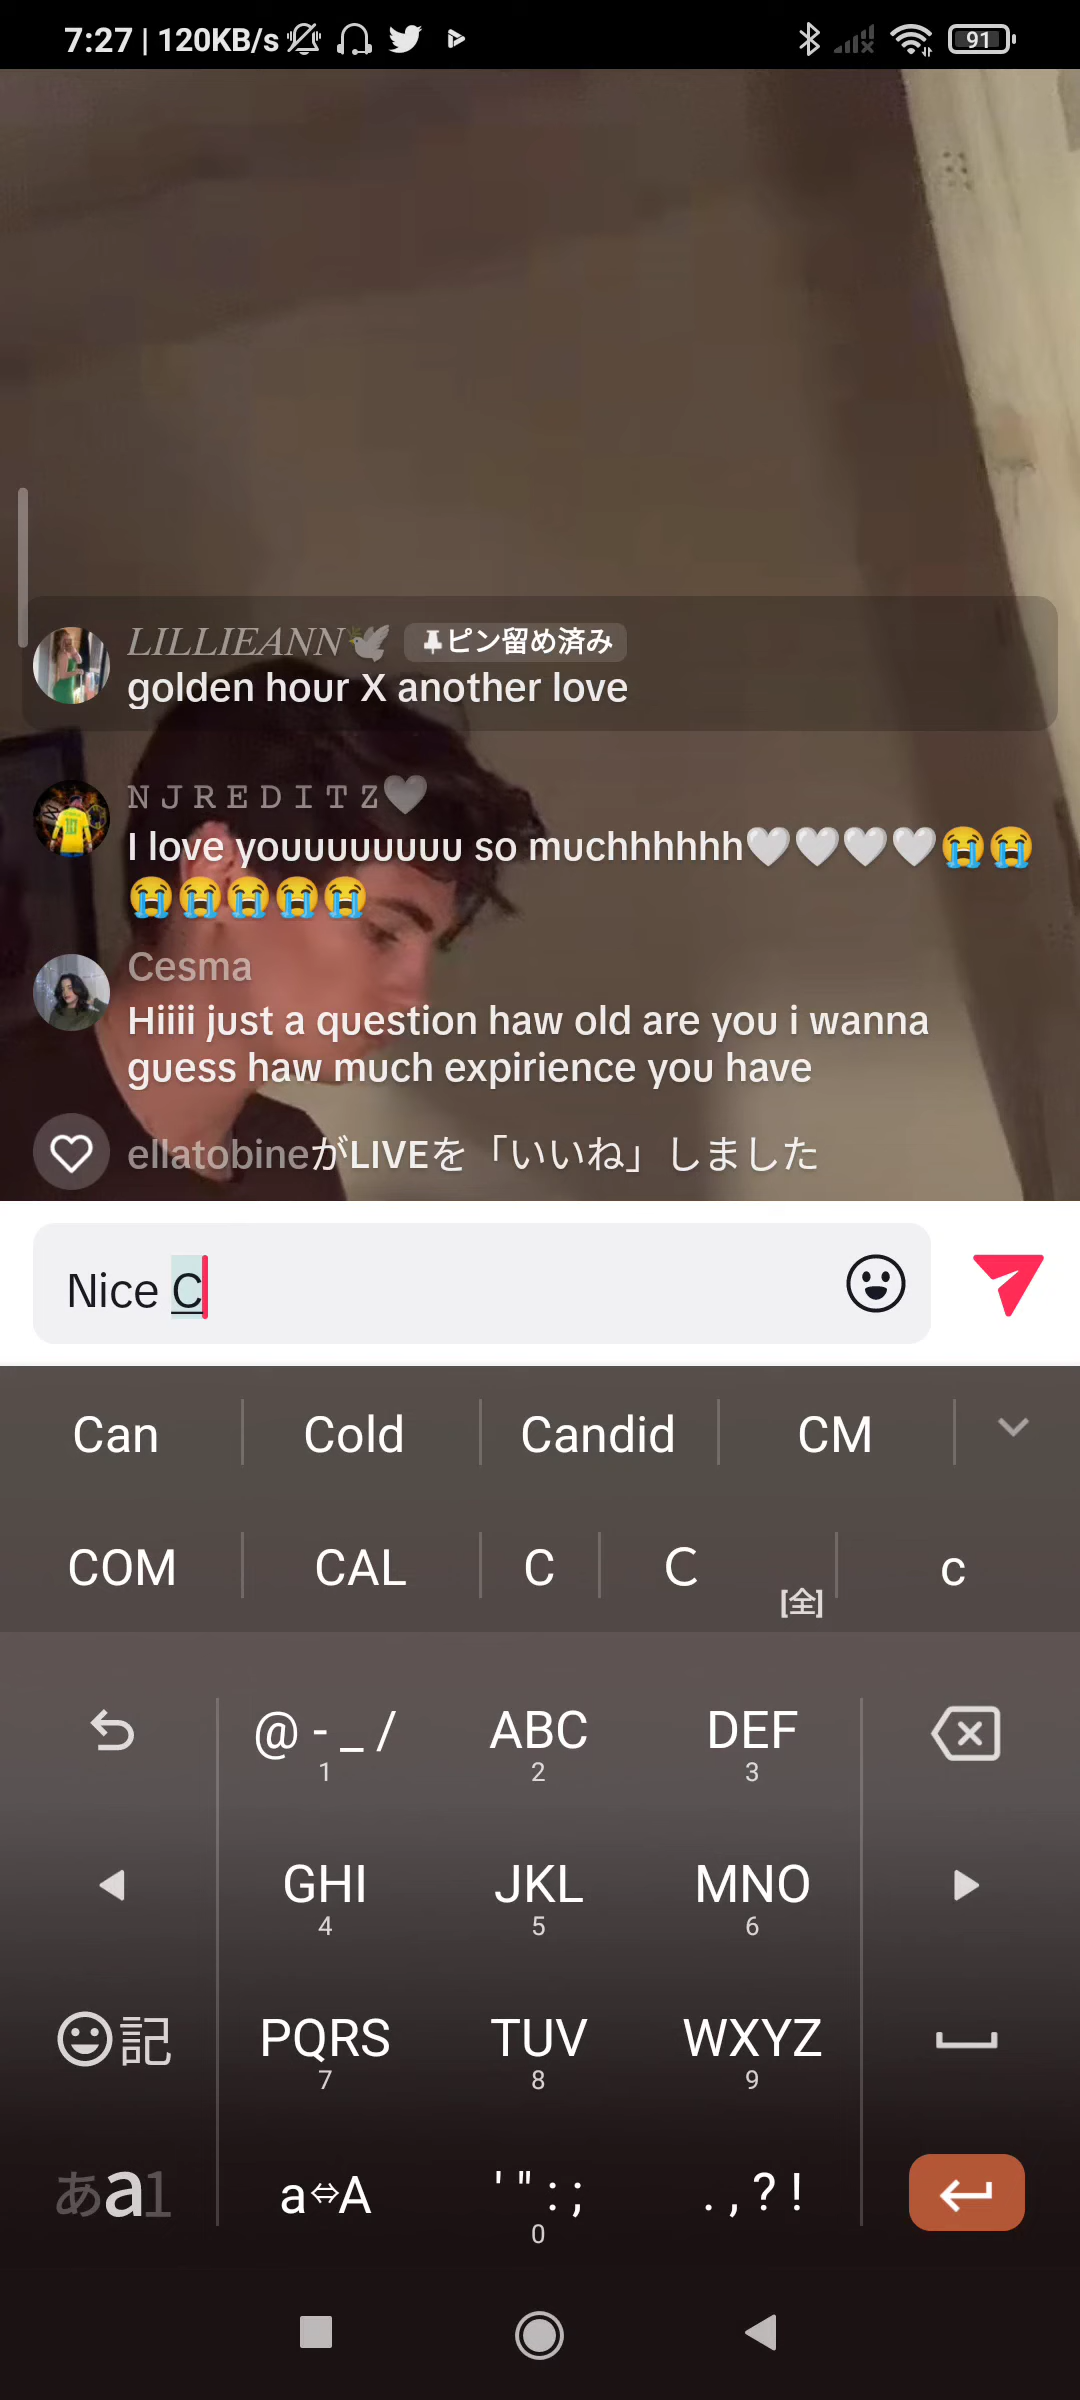 7:27 | 120KB/s
91
LILLIEANN🕊 ピン留め済み
golden hour X another love
N J R E D I T Z🤍
I love youuuuuuuuu so muchhhhhh🤍🤍🤍🤍😭😭
😭😭😭😭😭
Cesma
Hiiii just a question haw old are you i wanna
guess haw much expirience you have
ellatobineがLIVEを「いいね」しました
Nice C
Can Cold Candid CM
COM CAL C Ｃ [全] c
@ - _ / ABC DEF
1 2 3
GHI JKL MNO
4 5 6
記 PQRS TUV WXYZ
7 8 9
あa1 a⇔A ' " : ; . , ? !
0